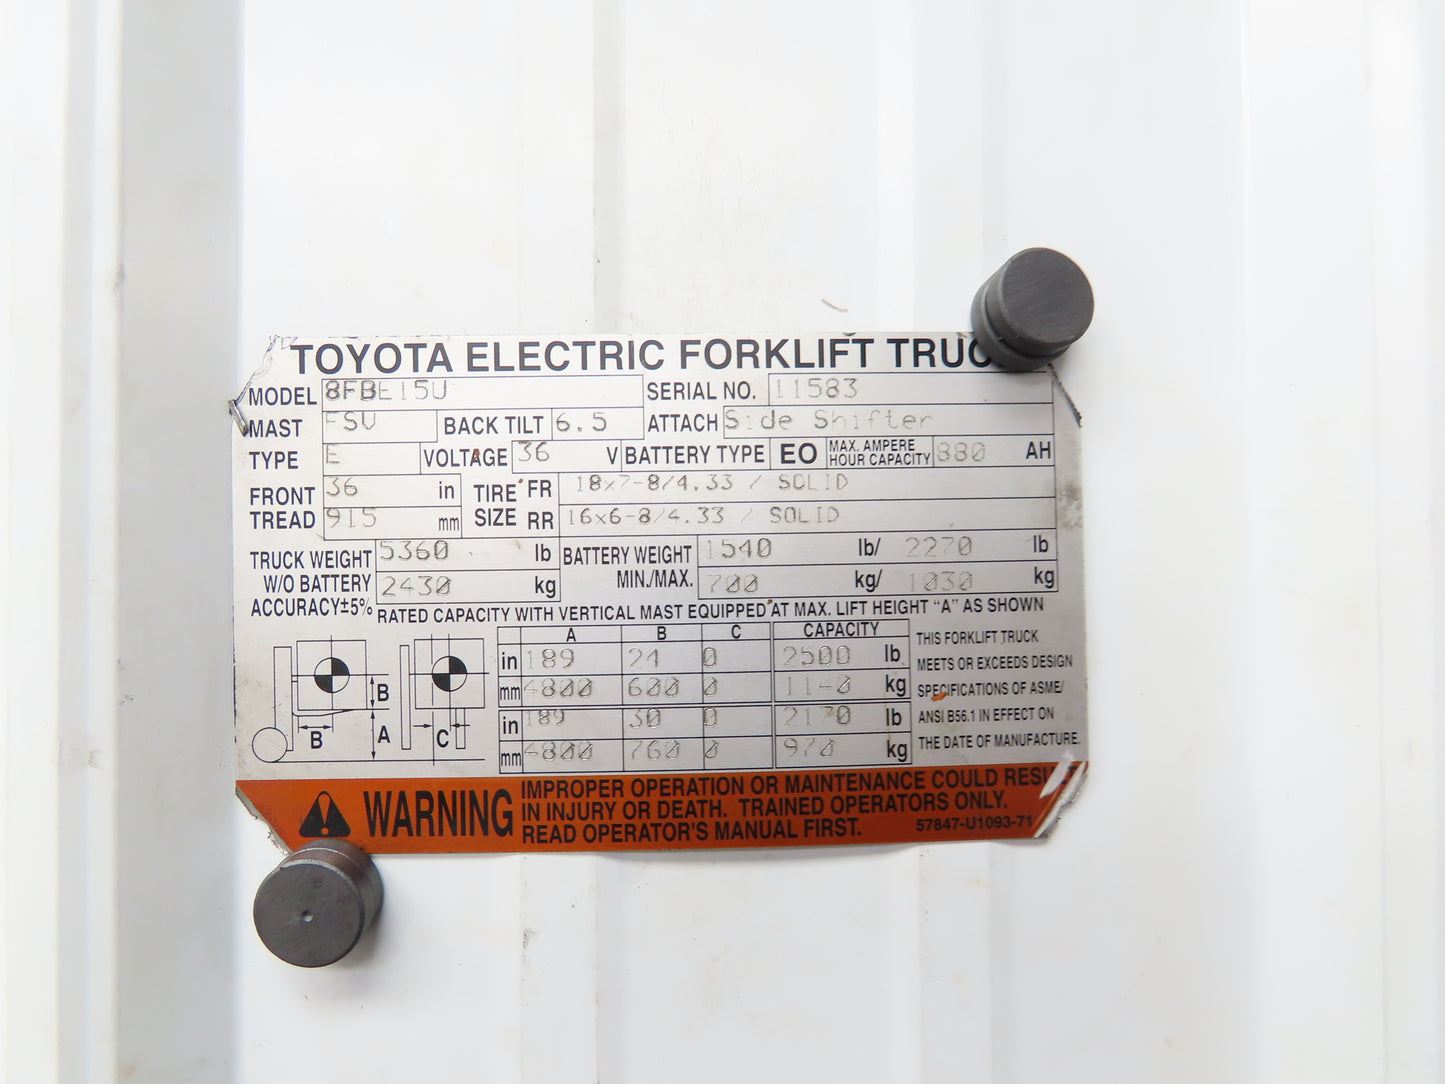 TOYOTA ELECTRIC FORKLIFT TRUC
MODEL 8FBE15U SERIAL NO. 11583
MAST FSV BACK TILT 6.5 ATTACH Side Shifter
TYPE E VOLTAGE 36 V BATTERY TYPE EO MAX. AMPERE HOUR CAPACITY 880 AH
FRONT TREAD 36 in TIRE SIZE FR 18x7-8/4.33 / SOLID
915 mm RR 16x6-8/4.33 / SOLID
TRUCK WEIGHT 5360 lb BATTERY WEIGHT 1540 lb/ 2270 lb
W/O BATTERY 2430 kg MIN./MAX. 700 kg/ 1030 kg
ACCURACY±5%
RATED CAPACITY WITH VERTICAL MAST EQUIPPED AT MAX. LIFT HEIGHT "A" AS SHOWN
A B C CAPACITY
in 189 24 0 2500 lb
mm 4800 600 0 1140 kg
in 189 30 0 2170 lb
mm 4800 760 0 970 kg
B B A C
THIS FORKLIFT TRUCK
MEETS OR EXCEEDS DESIGN
SPECIFICATIONS OF ASME/
ANSI B56.1 IN EFFECT ON
THE DATE OF MANUFACTURE.
WARNING
IMPROPER OPERATION OR MAINTENANCE COULD RESULT
IN INJURY OR DEATH. TRAINED OPERATORS ONLY.
READ OPERATOR'S MANUAL FIRST. 57847-U1093-71